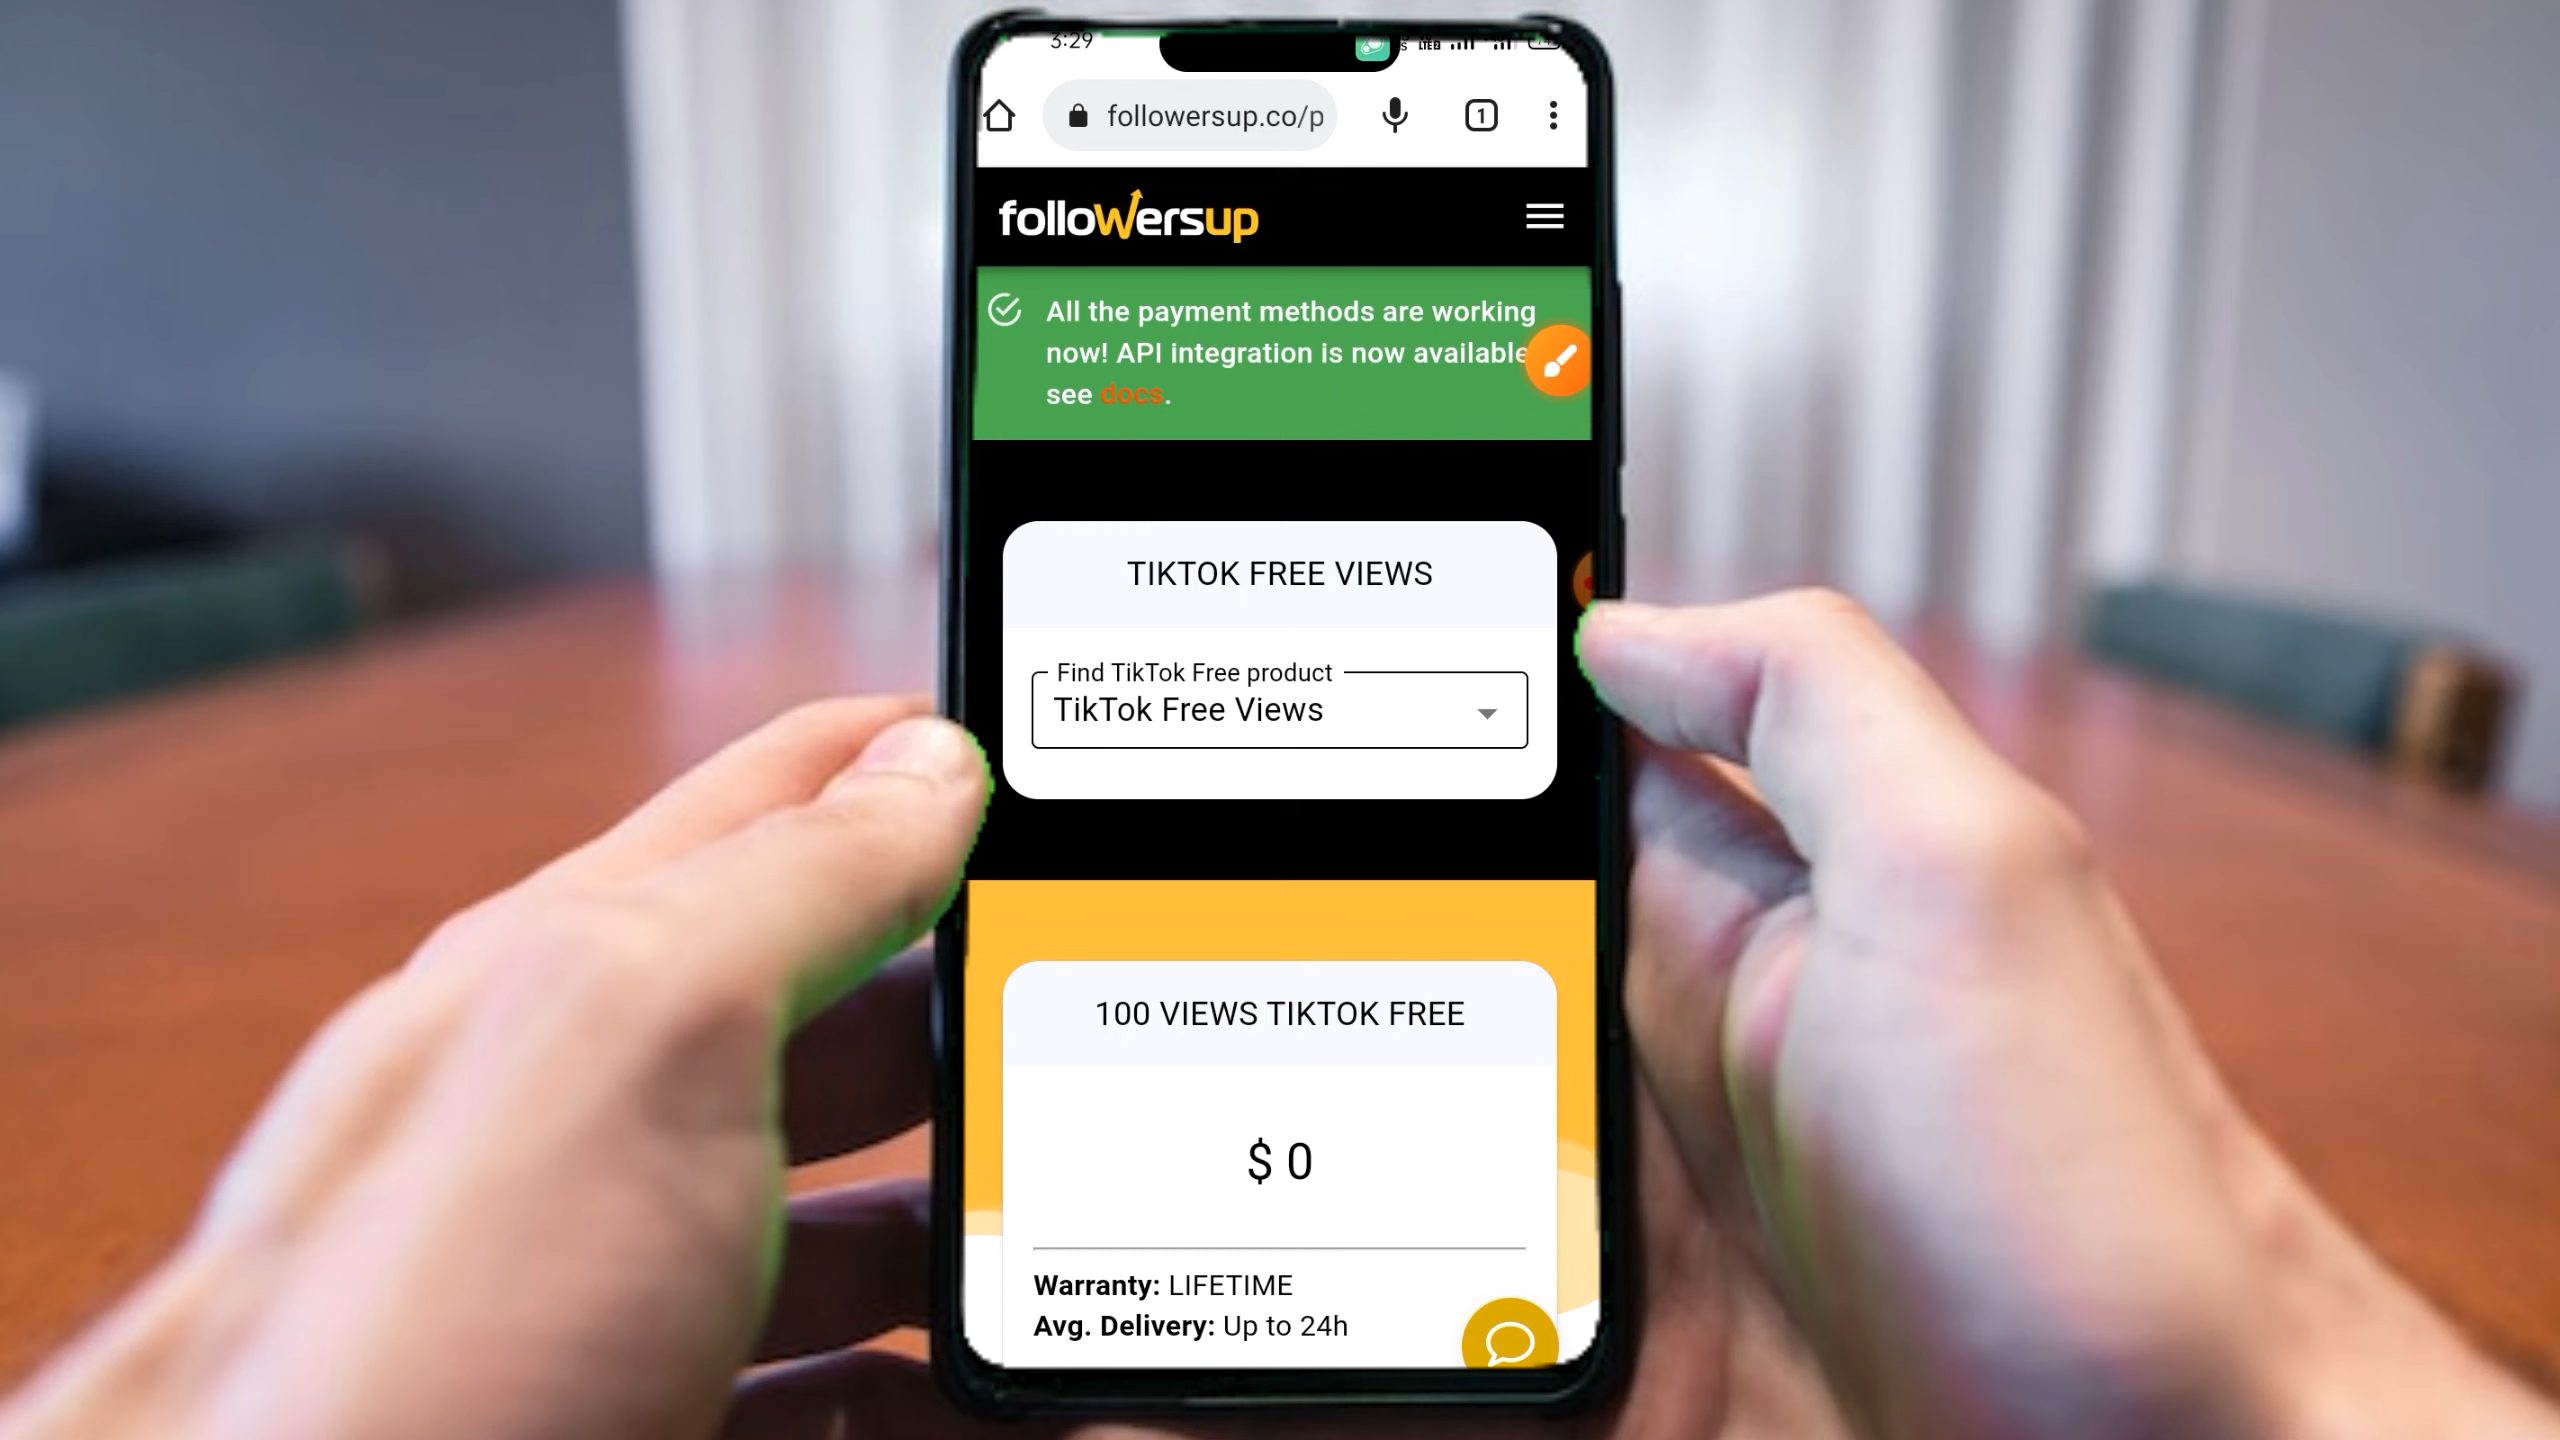 3:29
followersup.co/p
1
followersup
All the payment methods are working
now! API integration is now available
see docs.
TIKTOK FREE VIEWS
Find TikTok Free product
TikTok Free Views
100 VIEWS TIKTOK FREE
$ 0
Warranty: LIFETIME
Avg. Delivery: Up to 24h